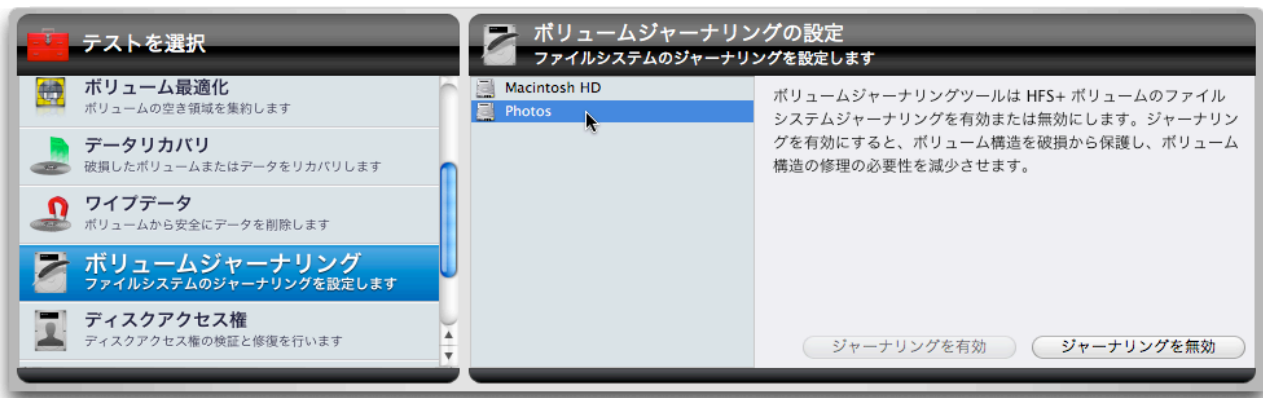 テストを選択
ボリューム最適化
ボリュームの空き領域を集約します
データリカバリ
破損したボリュームまたはデータをリカバリします
ワイプデータ
ボリュームから安全にデータを削除します
ボリュームジャーナリング
ファイルシステムのジャーナリングを設定します
ディスクアクセス権
ディスクアクセス権の検証と修復を行います
ボリュームジャーナリングの設定
ファイルシステムのジャーナリングを設定します
Macintosh HD
Photos
ボリュームジャーナリングツールは HFS+ ボリュームのファイル
システムジャーナリングを有効または無効にします。ジャーナリン
グを有効にすると、ボリューム構造を破損から保護し、ボリューム
構造の修理の必要性を減少させます。
ジャーナリングを有効
ジャーナリングを無効